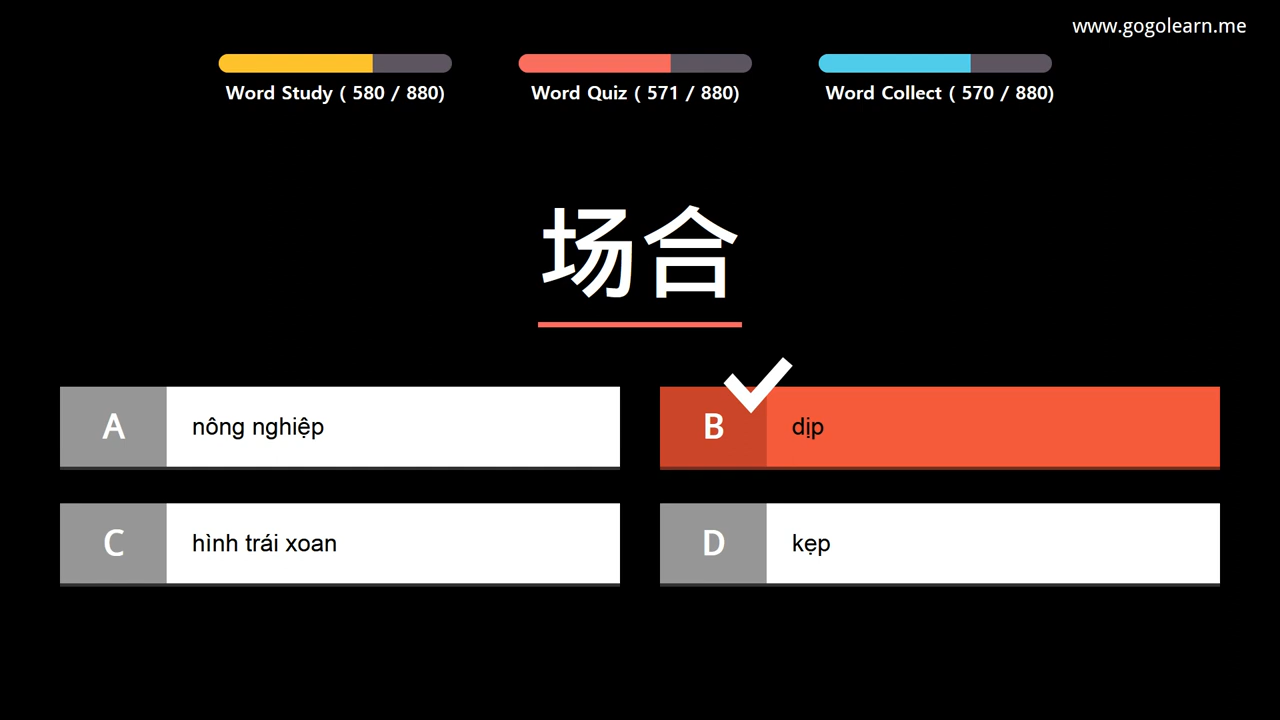 www.gogolearn.me
Word Study ( 580 / 880)
Word Quiz ( 571 / 880)
Word Collect ( 570 / 880)
场合
A
nông nghiệp
B
dịp
C
hình trái xoan
D
kẹp